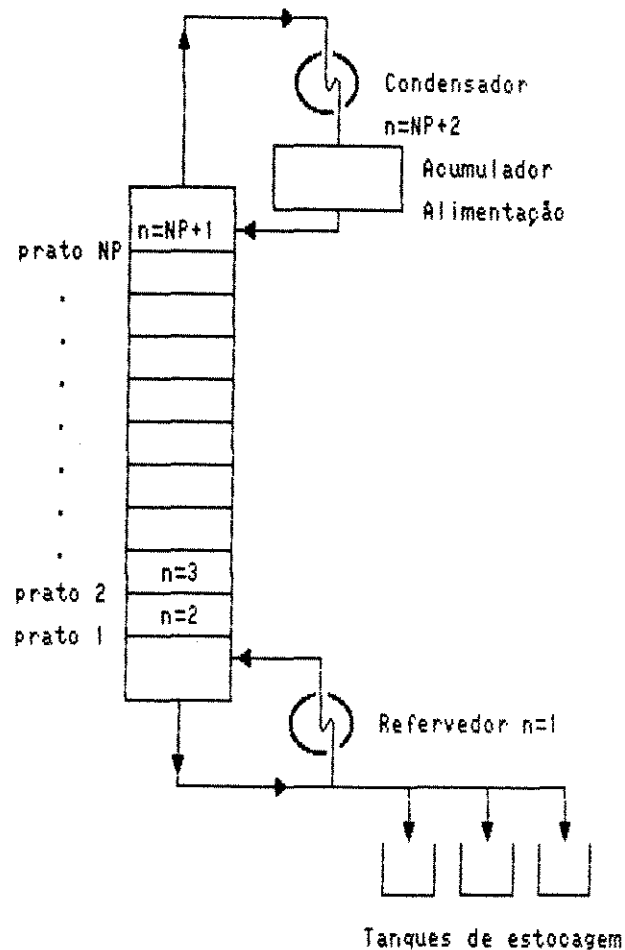 Condensador
n=NP+2
Acumulador
Alimentação
n=NP+1
prato NP
n=3
prato 2
n=2
prato 1
Refervedor n=1
Tanques de estocagem